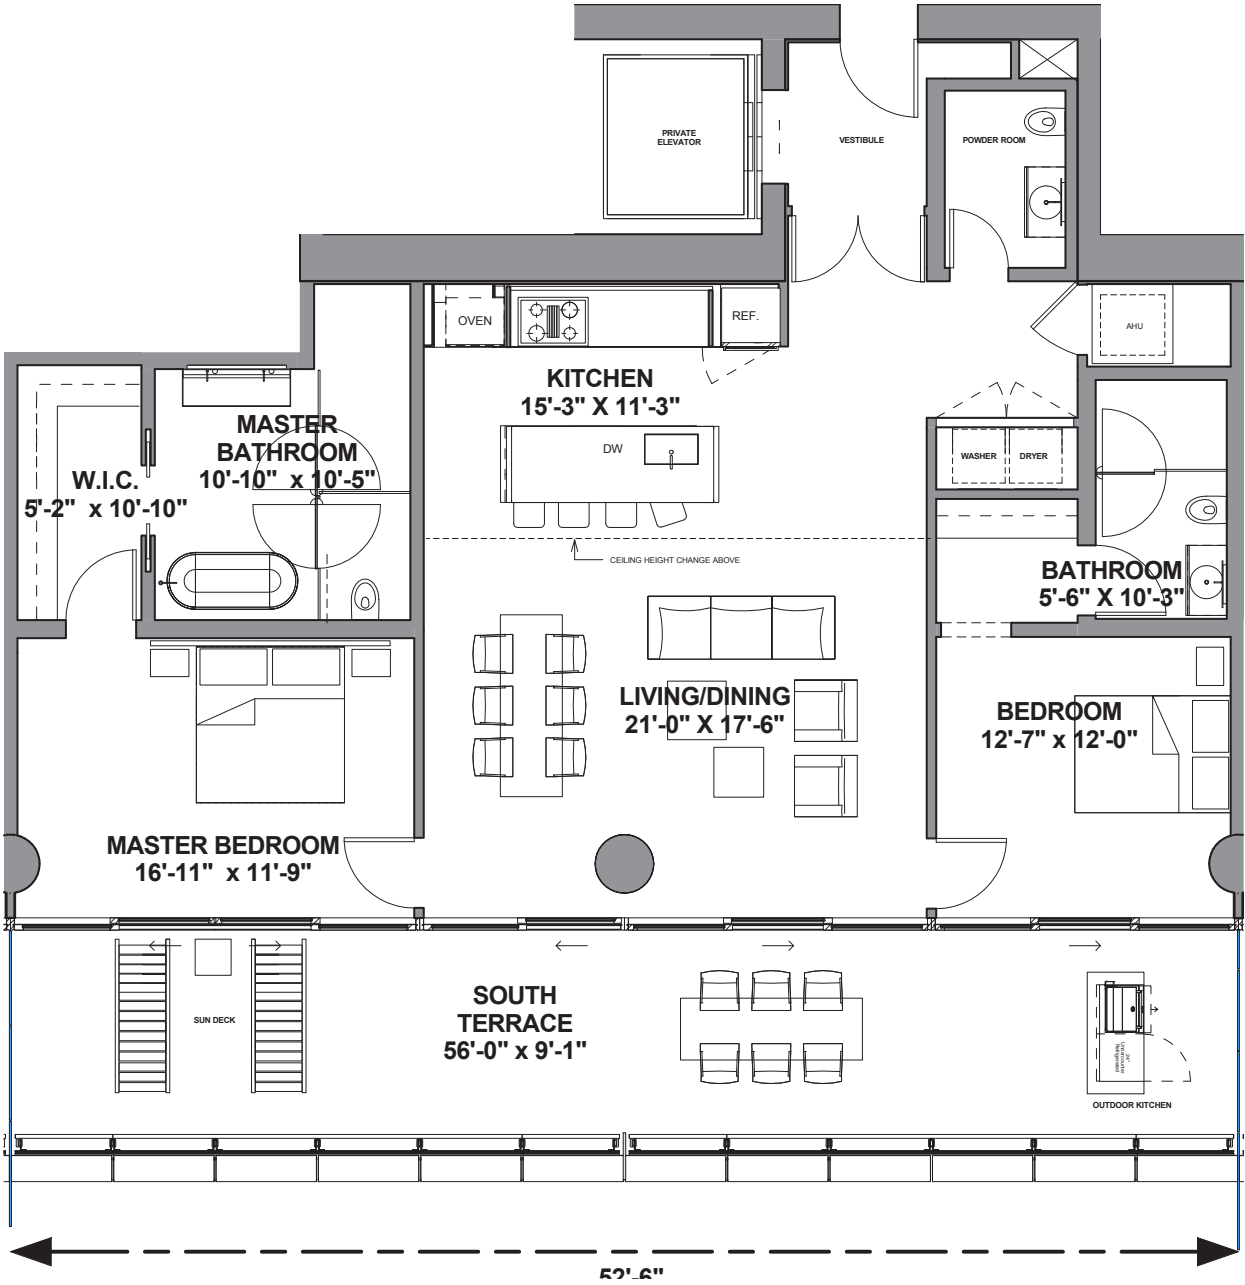 PRIVATE
ELEVATOR
VESTIBULE
POWDER ROOM
OVEN
REF.
AHU
KITCHEN
15'-3" X 11'-3"
DW
WASHER
DRYER
MASTER
BATHROOM
10'-10" x 10'-5"
W.I.C.
5'-2" x 10'-10"
CEILING HEIGHT CHANGE ABOVE
BATHROOM
5'-6" X 10'-3"
LIVING/DINING
21'-0" X 17'-6"
BEDROOM
12'-7" x 12'-0"
MASTER BEDROOM
16'-11" x 11'-9"
SUN DECK
SOUTH
TERRACE
56'-0" x 9'-1"
24"
Undercounter
Refrigerated
OUTDOOR KITCHEN
52'-6"